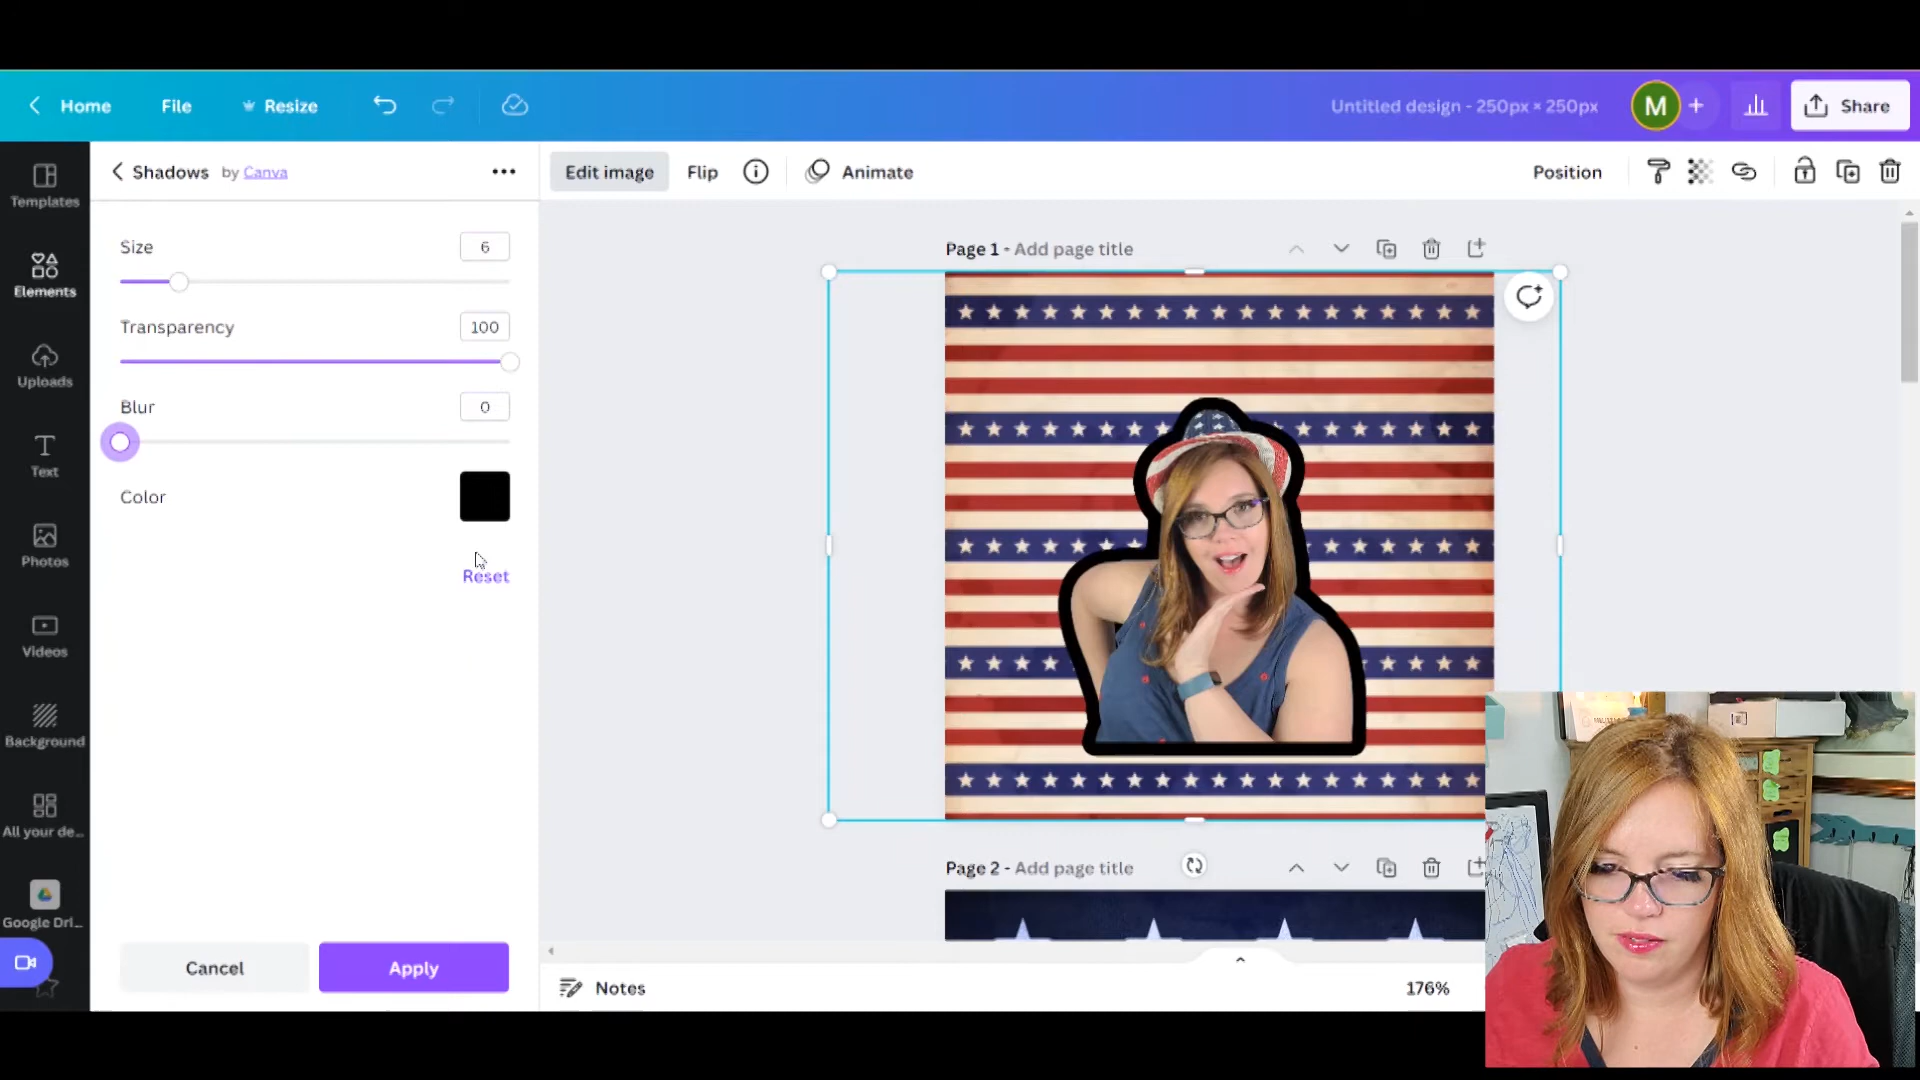 Home File Resize Untitled design - 250px × 250px M + Share
Shadows by Canva ••• Edit image Flip Animate Position
Templates
Elements
Uploads
Text
Photos
Videos
Background
All your de...
Google Dri...
Size 6
Transparency 100
Blur 0
Color
Reset
Cancel Apply
Page 1 - Add page title
Page 2 - Add page title
Notes 176%